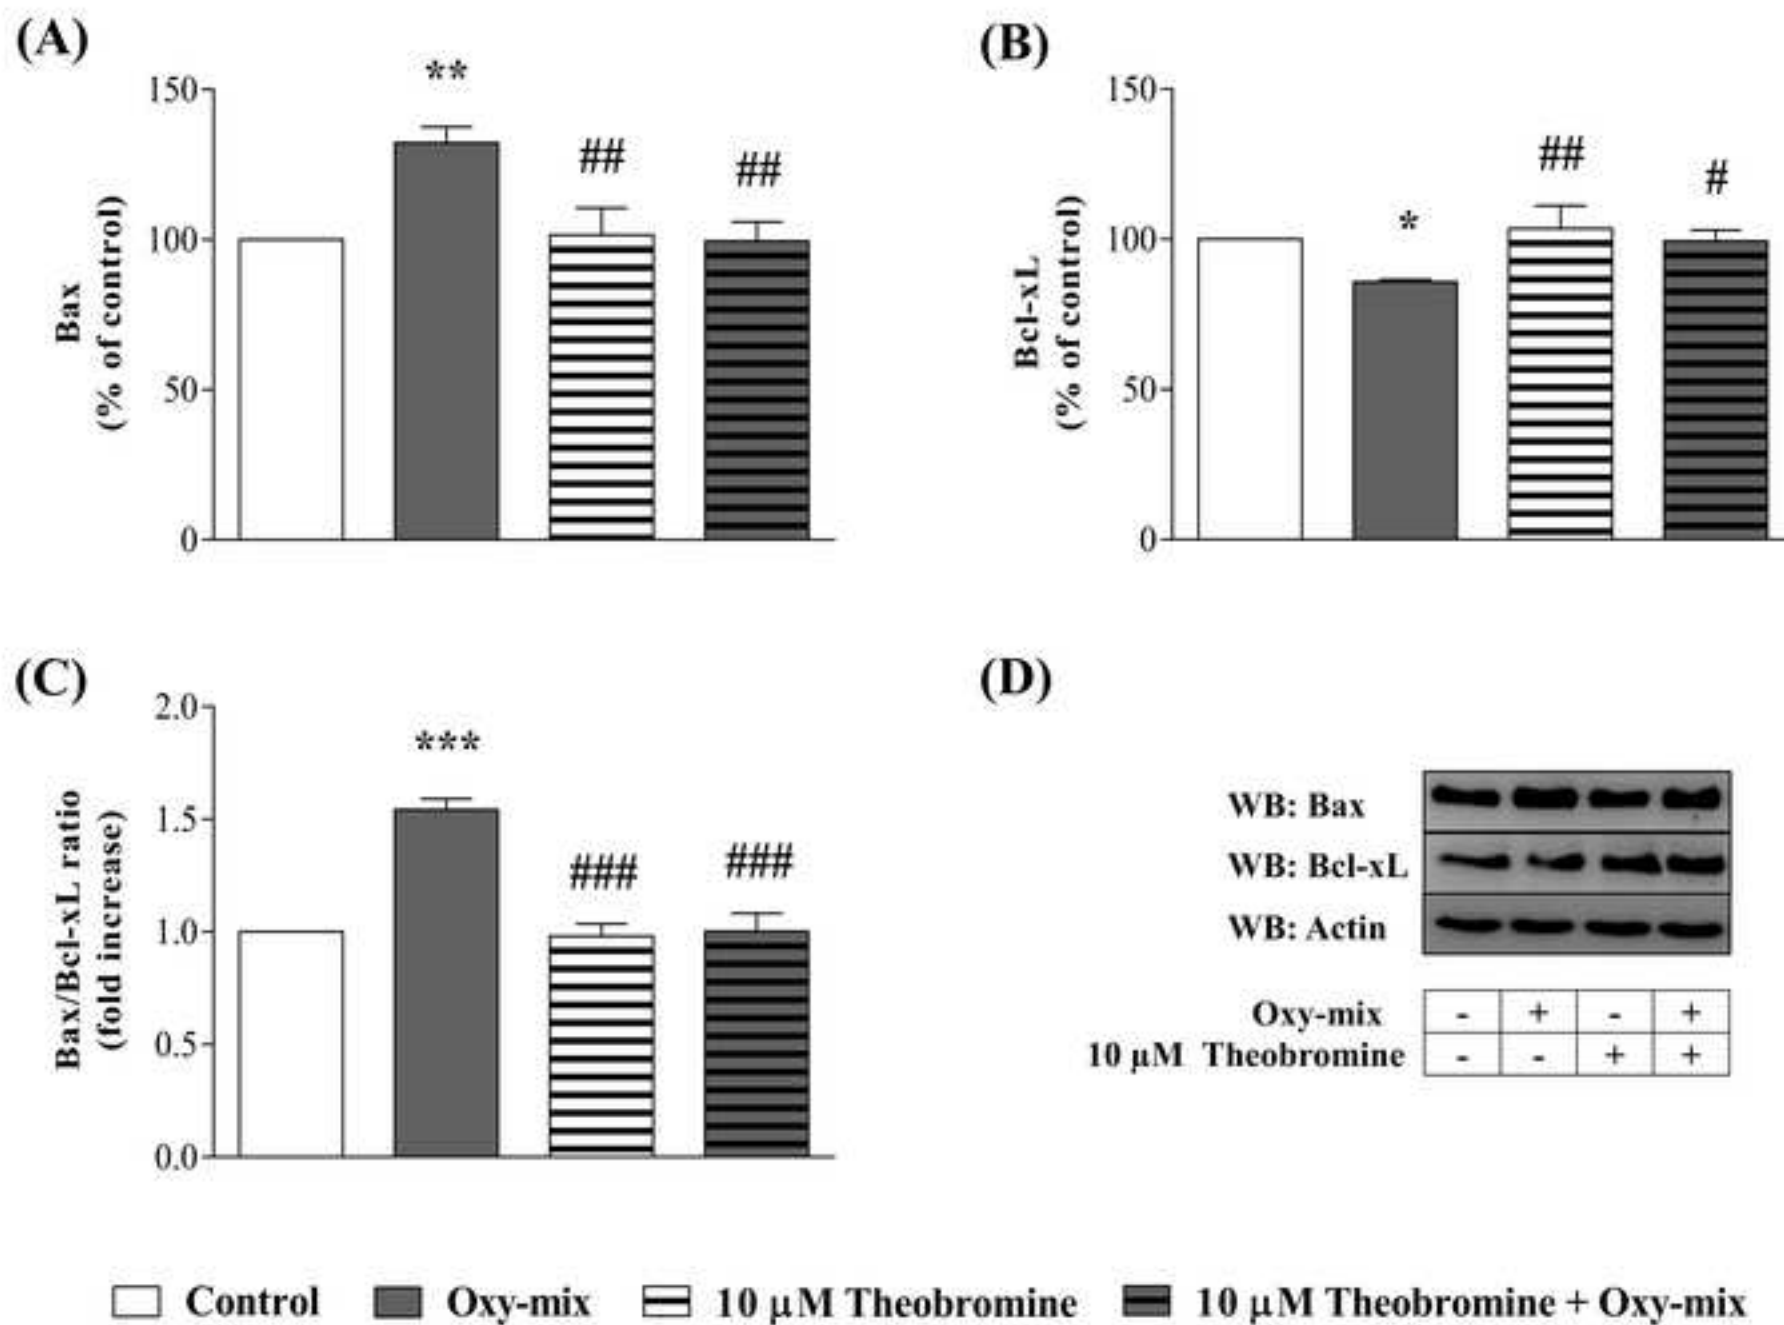 (A)
**
150
##
##
100
50
0
Bax
(% of control)
(B)
150
##
#
*
100
50
0
Bcl-xL
(% of control)
(C)
2.0
***
1.5
###
###
1.0
0.5
0.0
Bax/Bcl-xL ratio
(fold increase)
(D)
WB: Bax
WB: Bcl-xL
WB: Actin
Oxy-mix - + - +
10 μM Theobromine - - + +
Control Oxy-mix 10 μM Theobromine 10 μM Theobromine + Oxy-mix